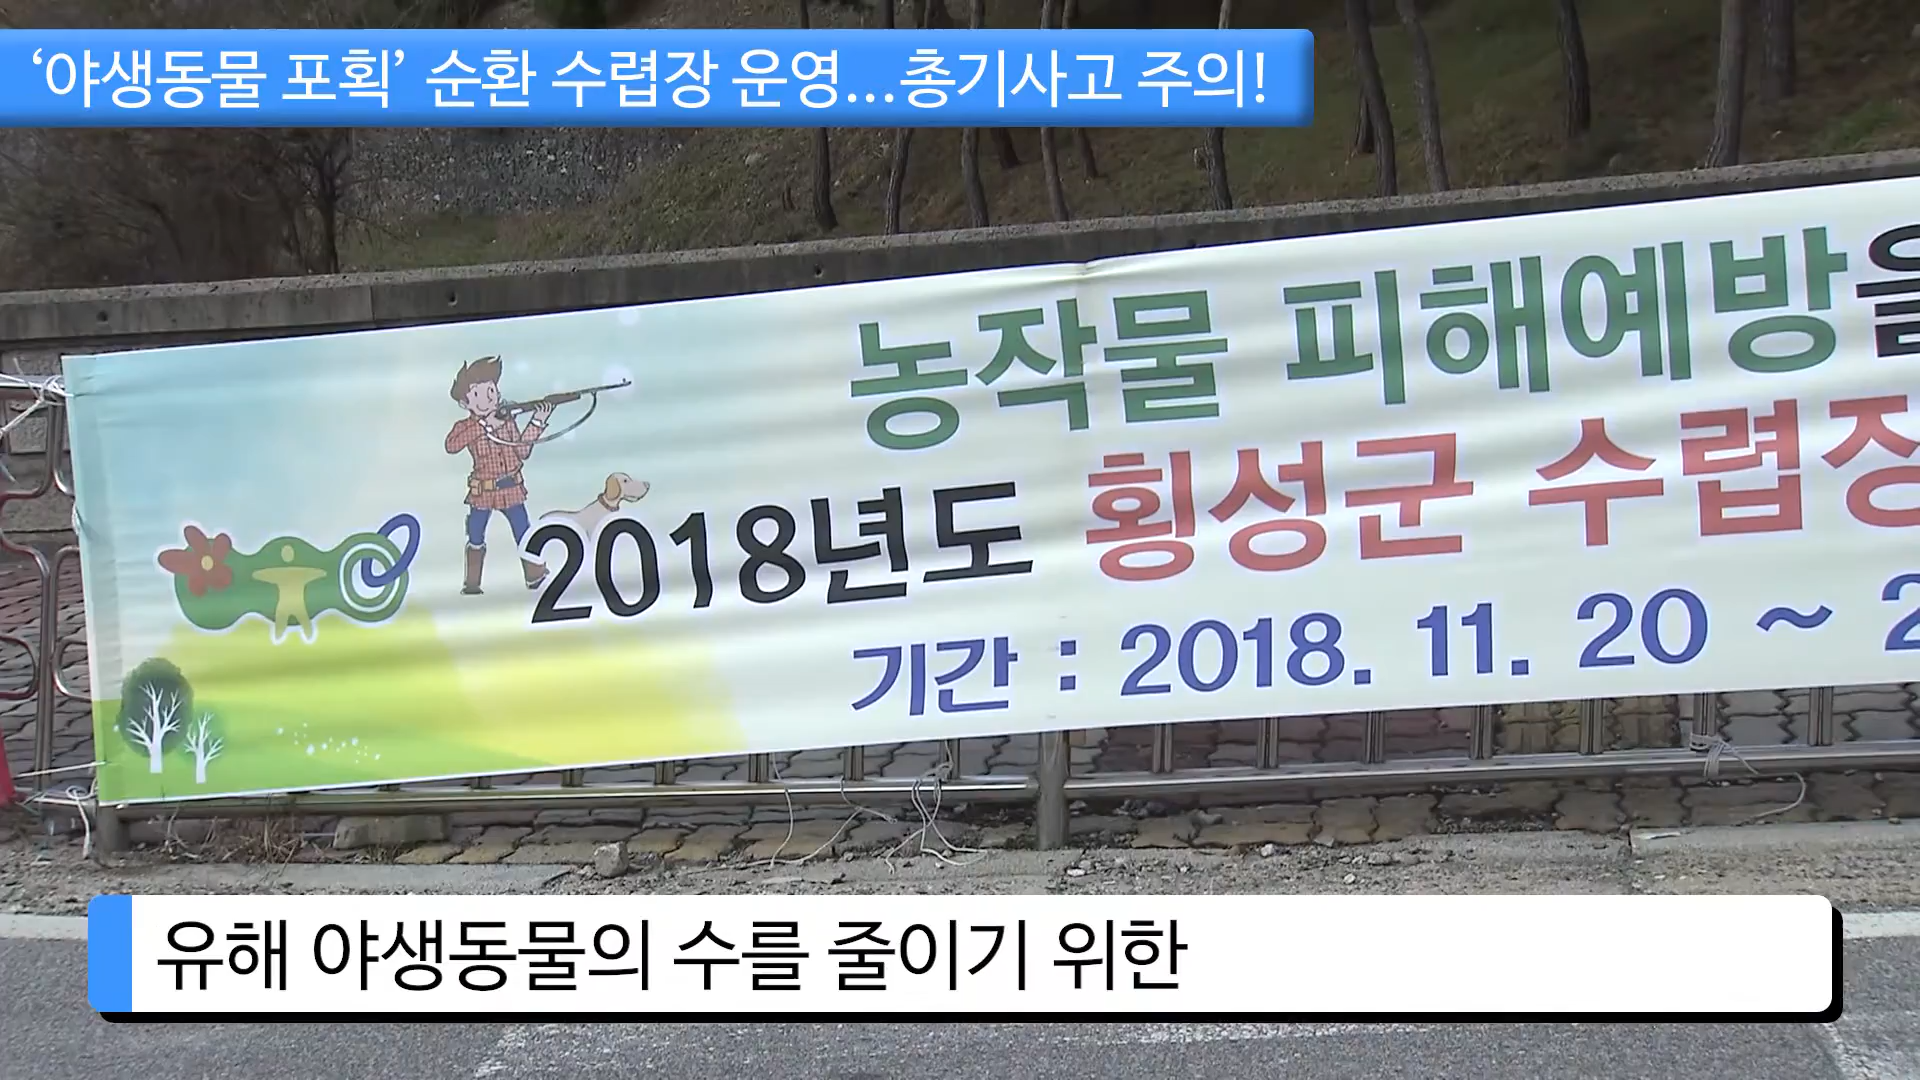 ‘야생동물 포획’ 순환 수렵장 운영...총기사고 주의!
농작물 피해예방을
2018년도 횡성군 수렵장
기간 : 2018. 11. 20 ~ 2
유해 야생동물의 수를 줄이기 위한